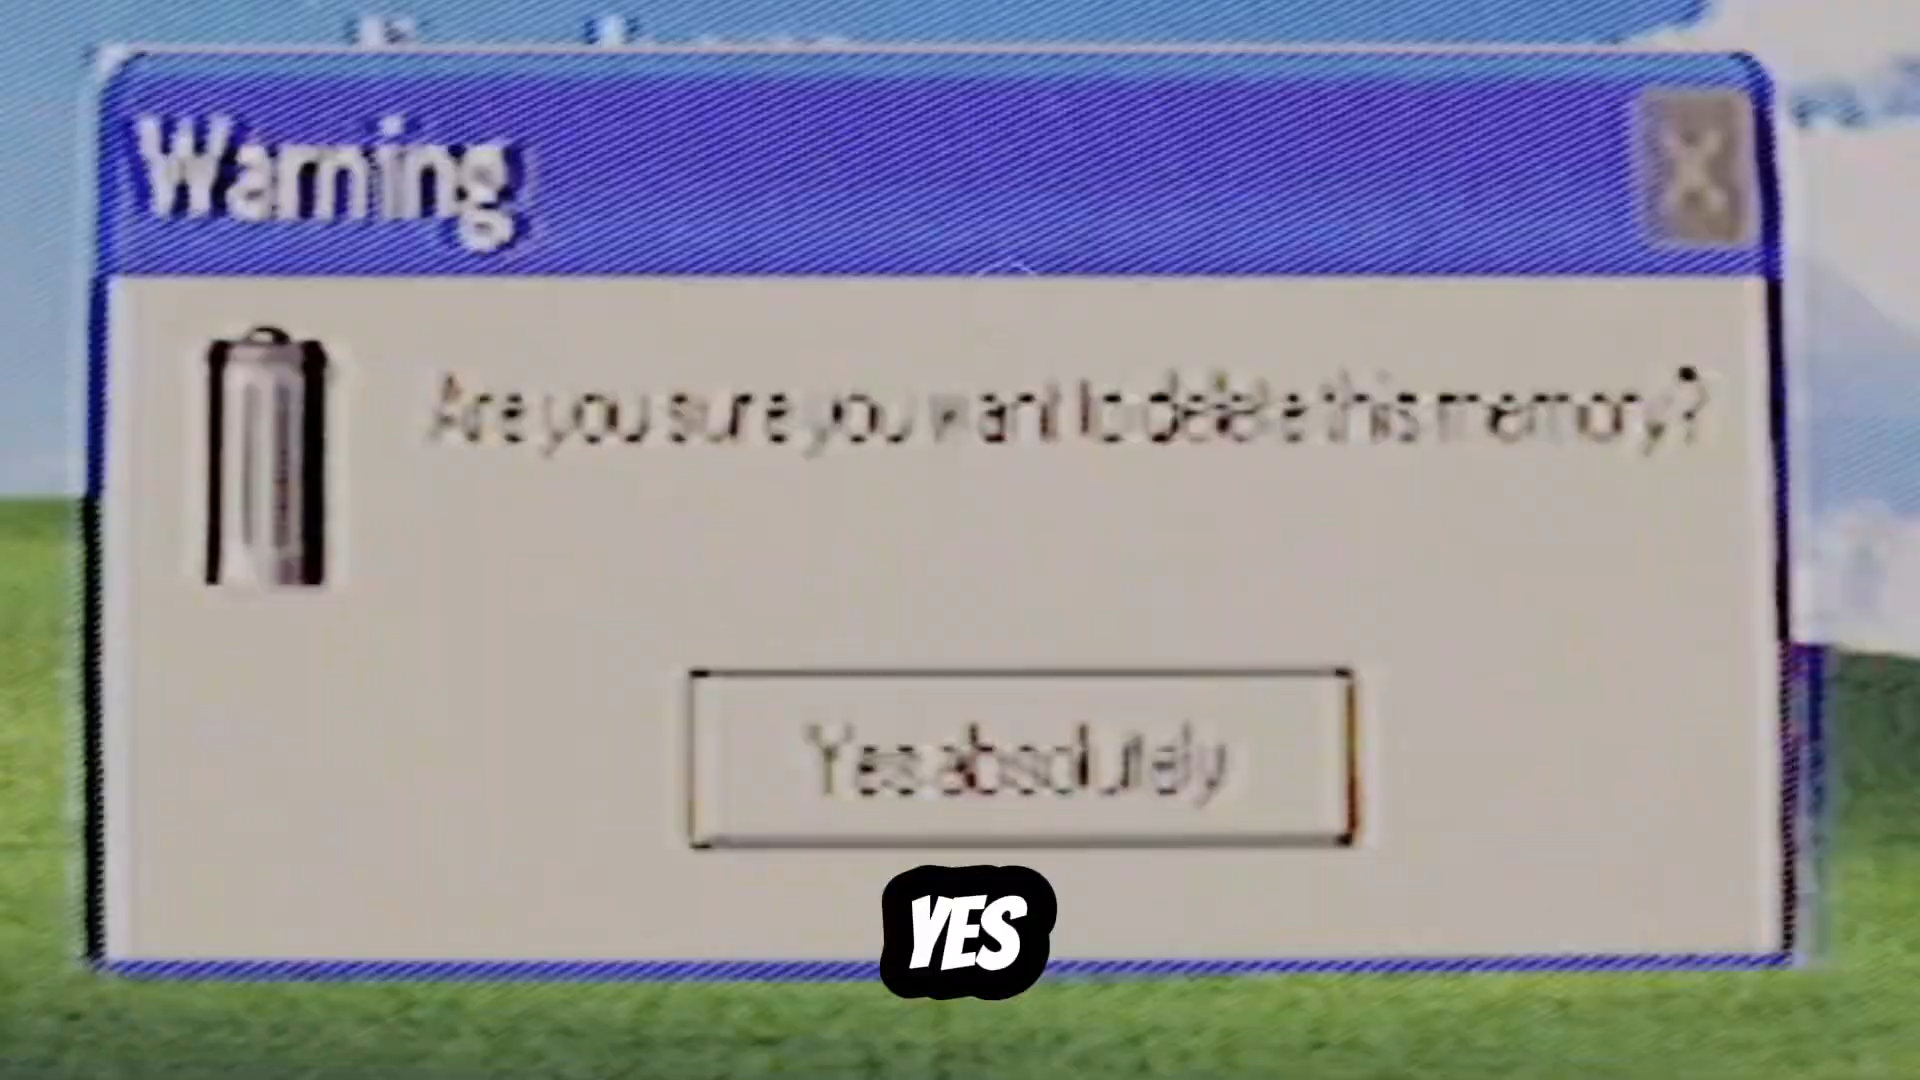 Warning
X
Are you sure you want to delete this memory?
Yes absolutely
YES